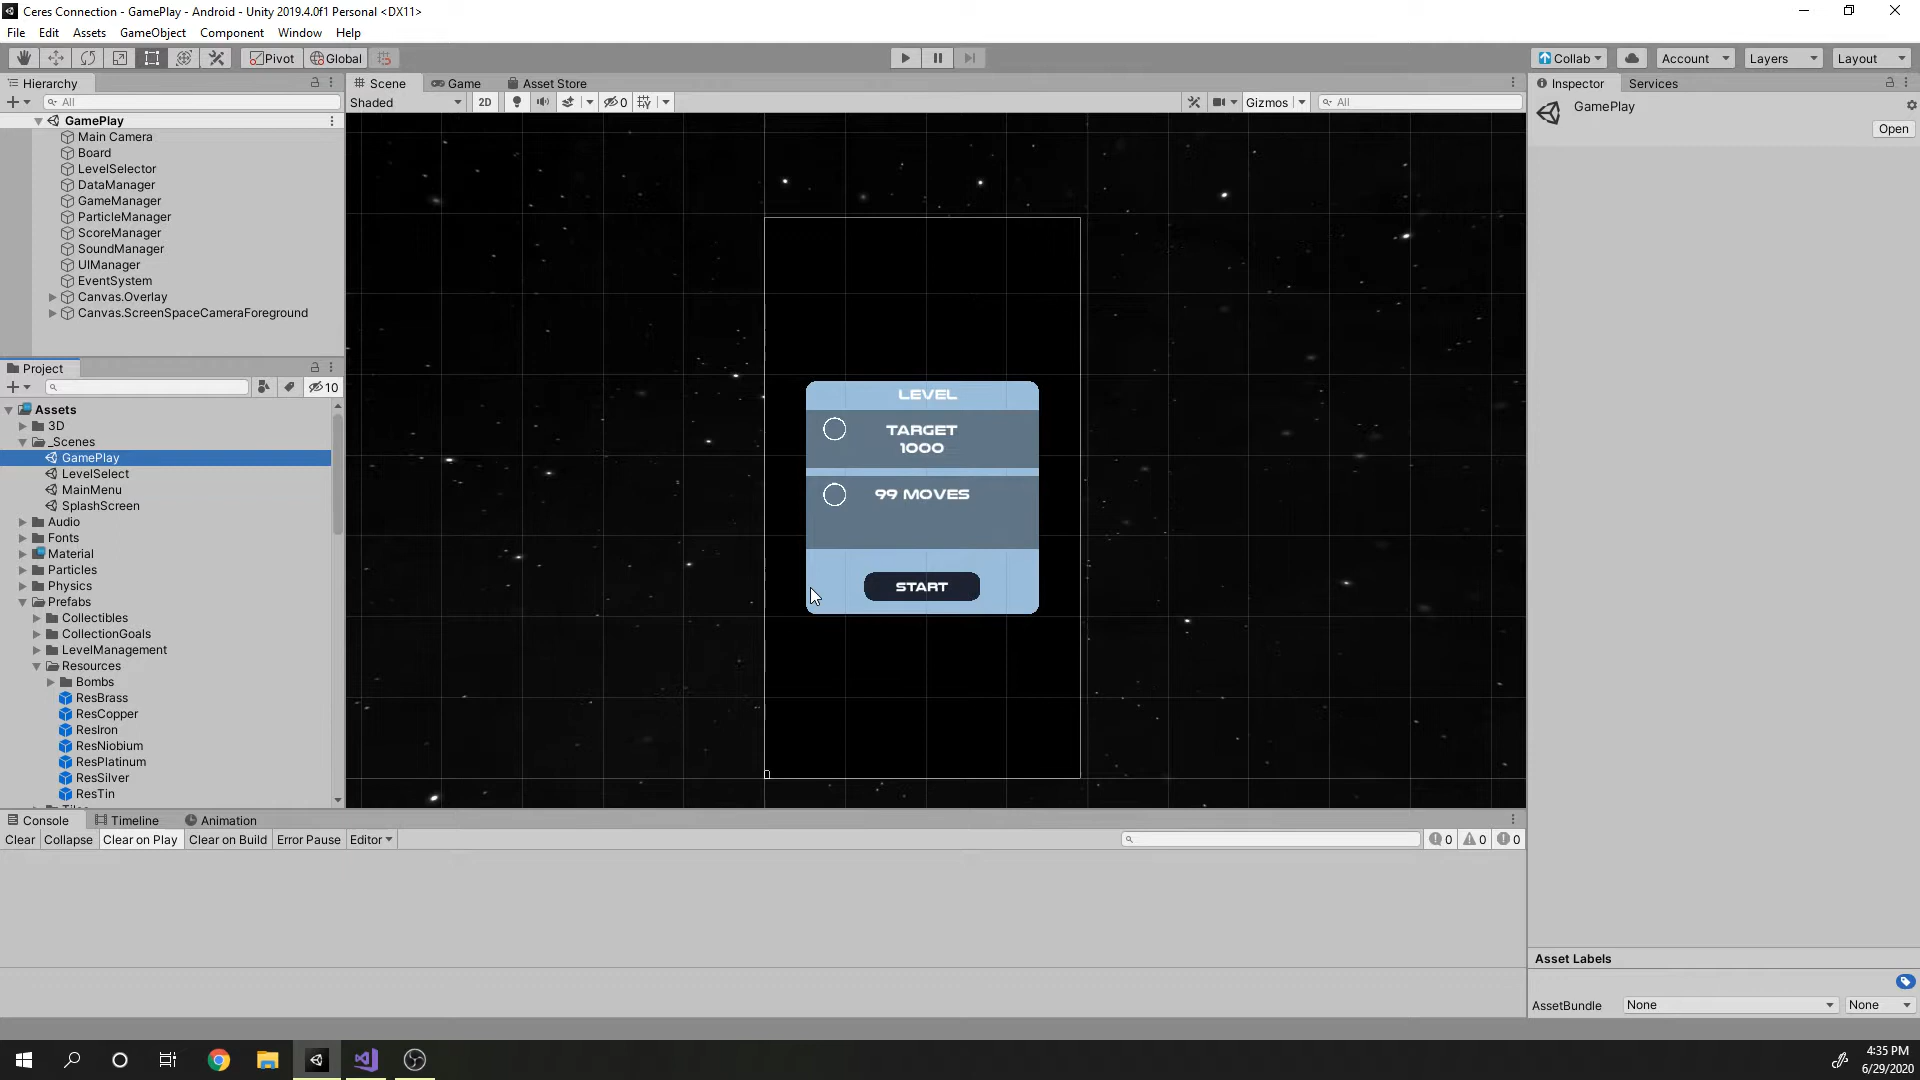 Ceres Connection - GamePlay - Android - Unity 2019.4.0f1 Personal <DX11>
File Edit Assets GameObject Component Window Help
Pivot Global Collab Account Layers Layout
Hierarchy
All
GamePlay
Main Camera
Board
LevelSelector
DataManager
GameManager
ParticleManager
ScoreManager
SoundManager
UIManager
EventSystem
Canvas.Overlay
Canvas.ScreenSpaceCameraForeground
Scene Game Asset Store
Shaded 2D 0 Gizmos All
LEVEL
TARGET
1000
99 MOVES
START
Inspector Services
GamePlay
Open
Project
10
Assets
3D
_Scenes
GamePlay
LevelSelect
MainMenu
SplashScreen
Audio
Fonts
Material
Particles
Physics
Prefabs
Collectibles
CollectionGoals
LevelManagement
Resources
Bombs
ResBrass
ResCopper
ResIron
ResNiobium
ResPlatinum
ResSilver
ResTin
Console Timeline Animation
Clear Collapse Clear on Play Clear on Build Error Pause Editor 0 0 0
Asset Labels
AssetBundle None None
4:35 PM
6/29/2020